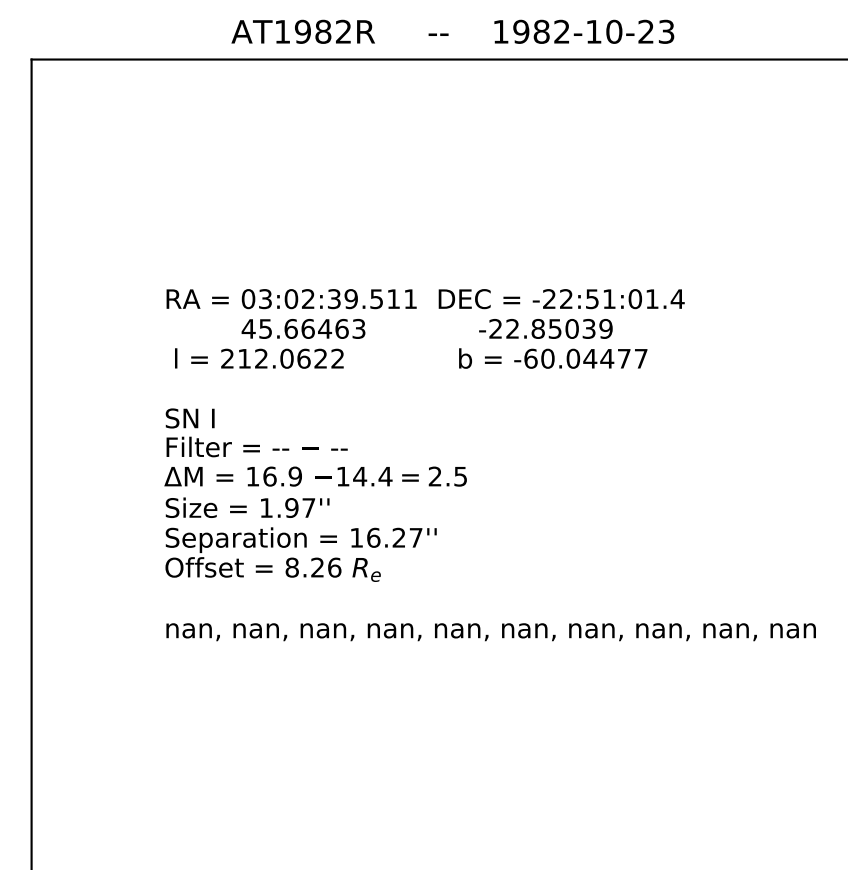 AT1982R -- 1982-10-23
RA = 03:02:39.511 DEC = -22:51:01.4
45.66463 -22.85039
l = 212.0622 b = -60.04477
SN I
Filter = -- − --
ΔM = 16.9 −14.4 = 2.5
Size = 1.97''
Separation = 16.27''
Offset = 8.26 Rₑ
nan, nan, nan, nan, nan, nan, nan, nan, nan, nan